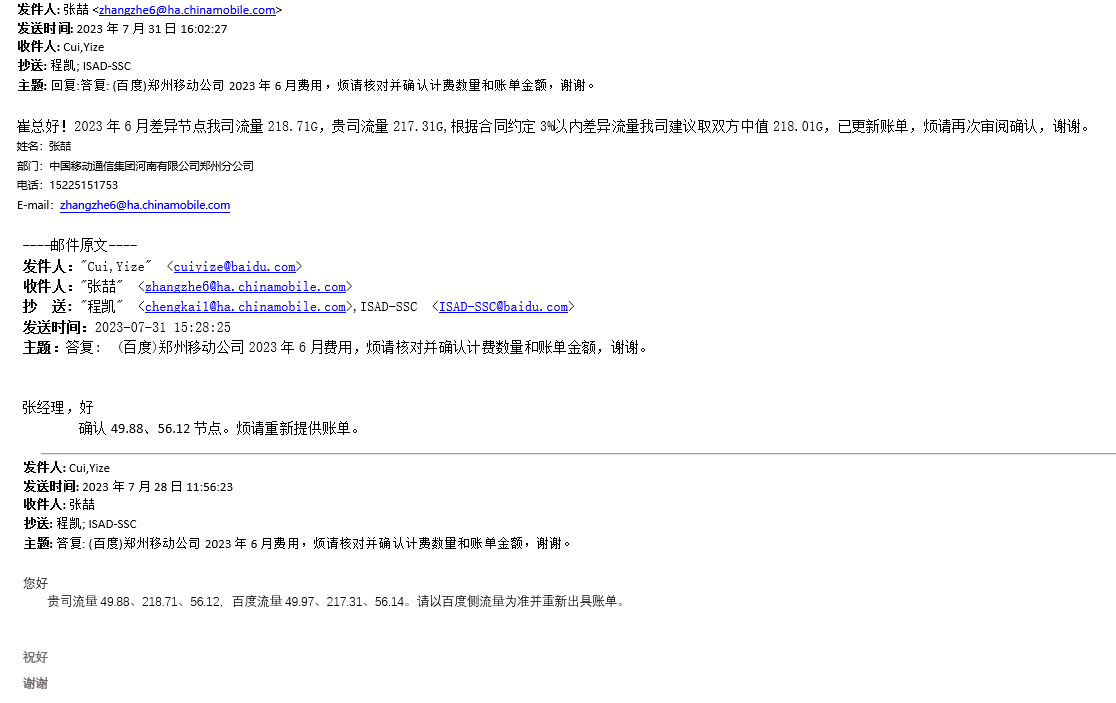 发件人: 张喆 <zhangzhe6@ha.chinamobile.com>
发送时间: 2023 年 7 月 31 日 16:02:27
收件人: Cui,Yize
抄送: 程凯; ISAD-SSC
主题: 回复:答复: (百度)郑州移动公司 2023 年 6 月费用，烦请核对并确认计费数量和账单金额，谢谢。
崔总好！2023 年 6 月差异节点我司流量 218.71G，贵司流量 217.31G,根据合同约定 3%以内差异流量我司建议取双方中值 218.01G，已更新账单，烦请再次审阅确认，谢谢。
姓名：张喆
部门：中国移动通信集团河南有限公司郑州分公司
电话：15225151753
E-mail：zhangzhe6@ha.chinamobile.com
----邮件原文----
发件人："Cui,Yize" <cuiyize@baidu.com>
收件人："张喆" <zhangzhe6@ha.chinamobile.com>
抄 送："程凯" <chengkai1@ha.chinamobile.com>,ISAD-SSC <ISAD-SSC@baidu.com>
发送时间：2023-07-31 15:28:25
主题：答复： (百度)郑州移动公司 2023 年 6 月费用，烦请核对并确认计费数量和账单金额，谢谢。
张经理，好
确认 49.88、56.12 节点。烦请重新提供账单。
发件人: Cui,Yize
发送时间: 2023 年 7 月 28 日 11:56:23
收件人: 张喆
抄送: 程凯; ISAD-SSC
主题: 答复: (百度)郑州移动公司 2023 年 6 月费用，烦请核对并确认计费数量和账单金额，谢谢。
您好
贵司流量 49.88、218.71、56.12，百度流量 49.97、217.31、56.14。请以百度侧流量为准并重新出具账单。
祝好
谢谢